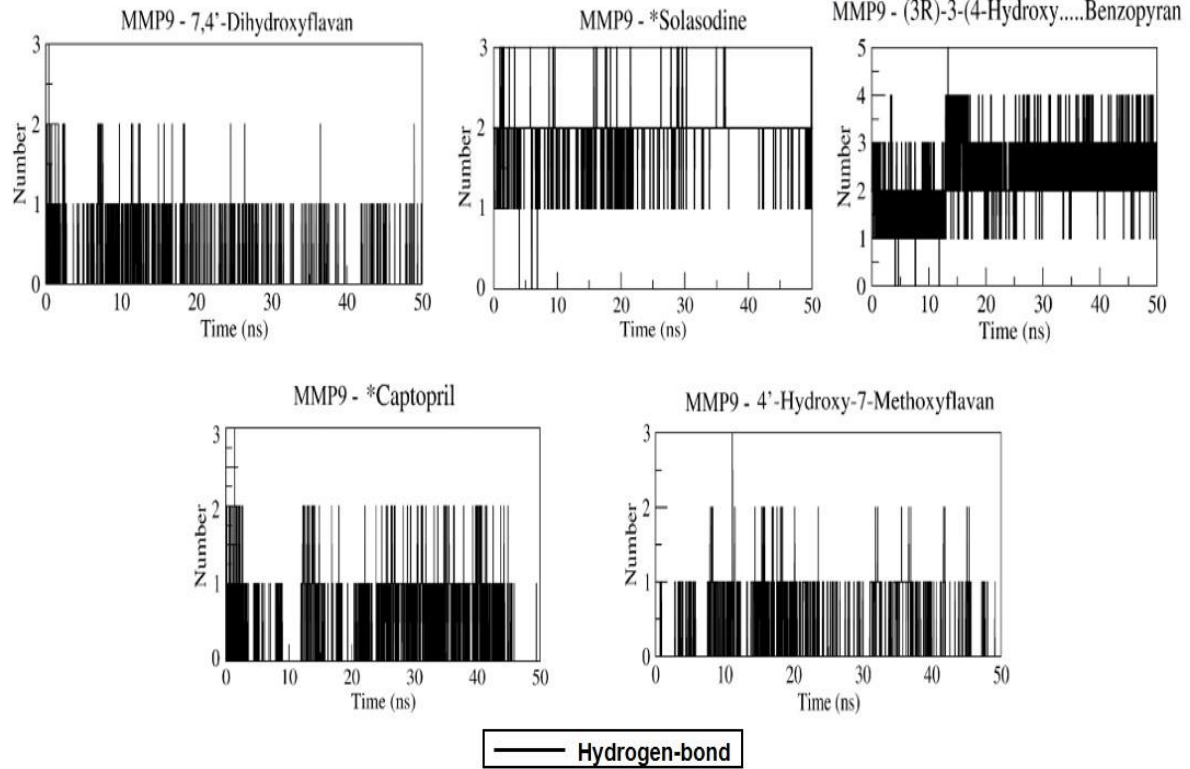 MMP9 - 7,4'-Dihydroxyflavan
3
2
1
0
Number
0 10 20 30 40 50
Time (ns)
MMP9 - *Solasodine
3
2
1
0
Number
0 10 20 30 40 50
Time (ns)
MMP9 - (3R)-3-(4-Hydroxy.....Benzopyran
5
4
3
2
1
0
Number
0 10 20 30 40 50
Time (ns)
MMP9 - *Captopril
3
2
1
0
Number
0 10 20 30 40 50
Time (ns)
MMP9 - 4'-Hydroxy-7-Methoxyflavan
3
2
1
0
Number
0 10 20 30 40 50
Time (ns)
Hydrogen-bond